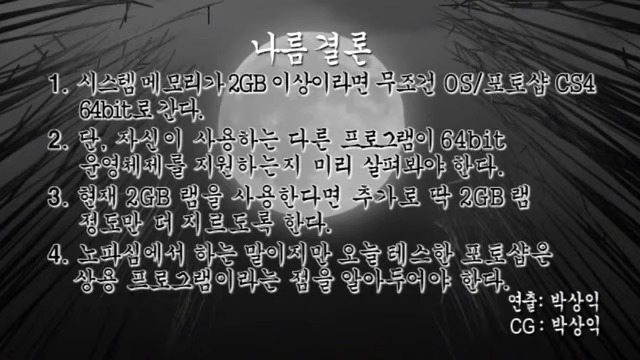 나름 결론
1. 시스템 메모리가 2GB 이상이라면 무조건 OS/포토샵 CS4
64bit로 간다.
2. 단, 자신이 사용하는 다른 프로그램이 64bit
운영체제를 지원하는지 미리 살펴봐야 한다.
3. 현재 2GB 램을 사용한다면 추가로 딱 2GB 램
정도만 더 지르도록 한다.
4. 노파심에서 하는 말이지만 오늘 테스한 포토샵은
상용 프로그램이라는 점을 알아두어야 한다.
연출: 박상익
CG : 박상익